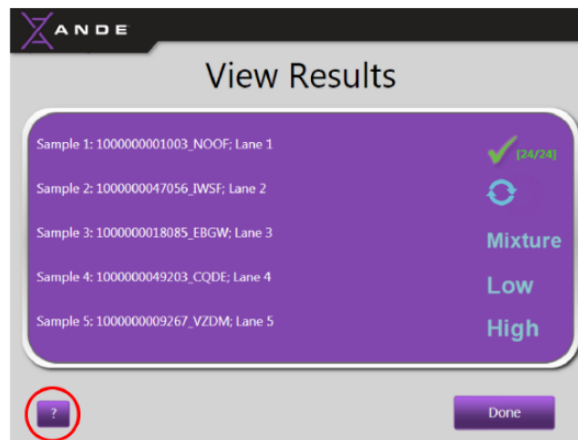 ANDE
View Results
Sample 1: 1000000001003_NOOF; Lane 1 [24/24]
Sample 2: 1000000047056_IWSF; Lane 2
Sample 3: 1000000018085_EBGW; Lane 3 Mixture
Sample 4: 1000000049203_CQDE; Lane 4 Low
Sample 5: 1000000009267_VZDM; Lane 5 High
? Done